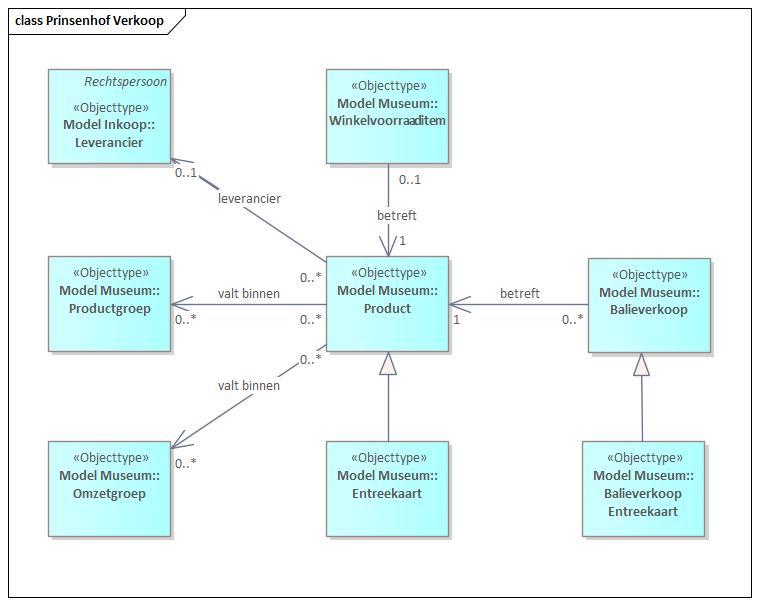 class Prinsenhof Verkoop
Rechtspersoon
«Objecttype»
Model Inkoop::
Leverancier
«Objecttype»
Model Museum::
Winkelvoorraaditem
0..1
leverancier
0..*
0..1
betreft
1
«Objecttype»
Model Museum::
Productgroep
valt binnen
0..*
0..*
«Objecttype»
Model Museum::
Product
betreft
1
0..*
«Objecttype»
Model Museum::
Balieverkoop
0..*
valt binnen
0..*
«Objecttype»
Model Museum::
Omzetgroep
«Objecttype»
Model Museum::
Entreekaart
«Objecttype»
Model Museum::
Balieverkoop
Entreekaart